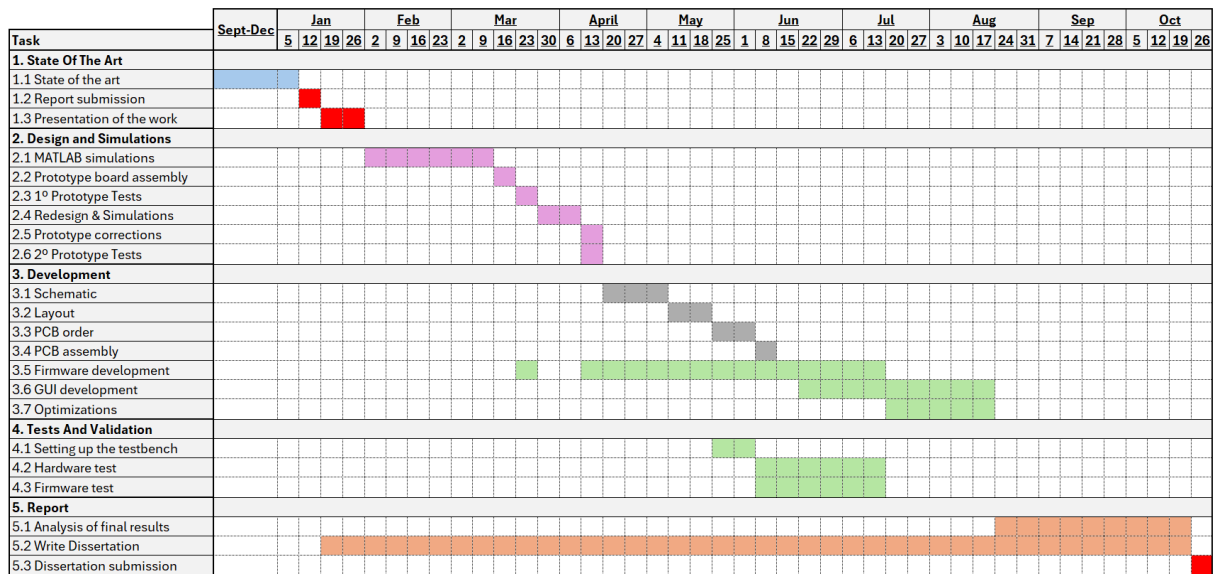 Sept-Dec Jan Feb Mar April May Jun Jul Aug Sep Oct
Task 5 12 19 26 2 9 16 23 2 9 16 23 30 6 13 20 27 4 11 18 25 1 8 15 22 29 6 13 20 27 3 10 17 24 31 7 14 21 28 5 12 19 26
1. State Of The Art
1.1 State of the art
1.2 Report submission
1.3 Presentation of the work
2. Design and Simulations
2.1 MATLAB simulations
2.2 Prototype board assembly
2.3 1º Prototype Tests
2.4 Redesign & Simulations
2.5 Prototype corrections
2.6 2º Prototype Tests
3. Development
3.1 Schematic
3.2 Layout
3.3 PCB order
3.4 PCB assembly
3.5 Firmware development
3.6 GUI development
3.7 Optimizations
4. Tests And Validation
4.1 Setting up the testbench
4.2 Hardware test
4.3 Firmware test
5. Report
5.1 Analysis of final results
5.2 Write Dissertation
5.3 Dissertation submission